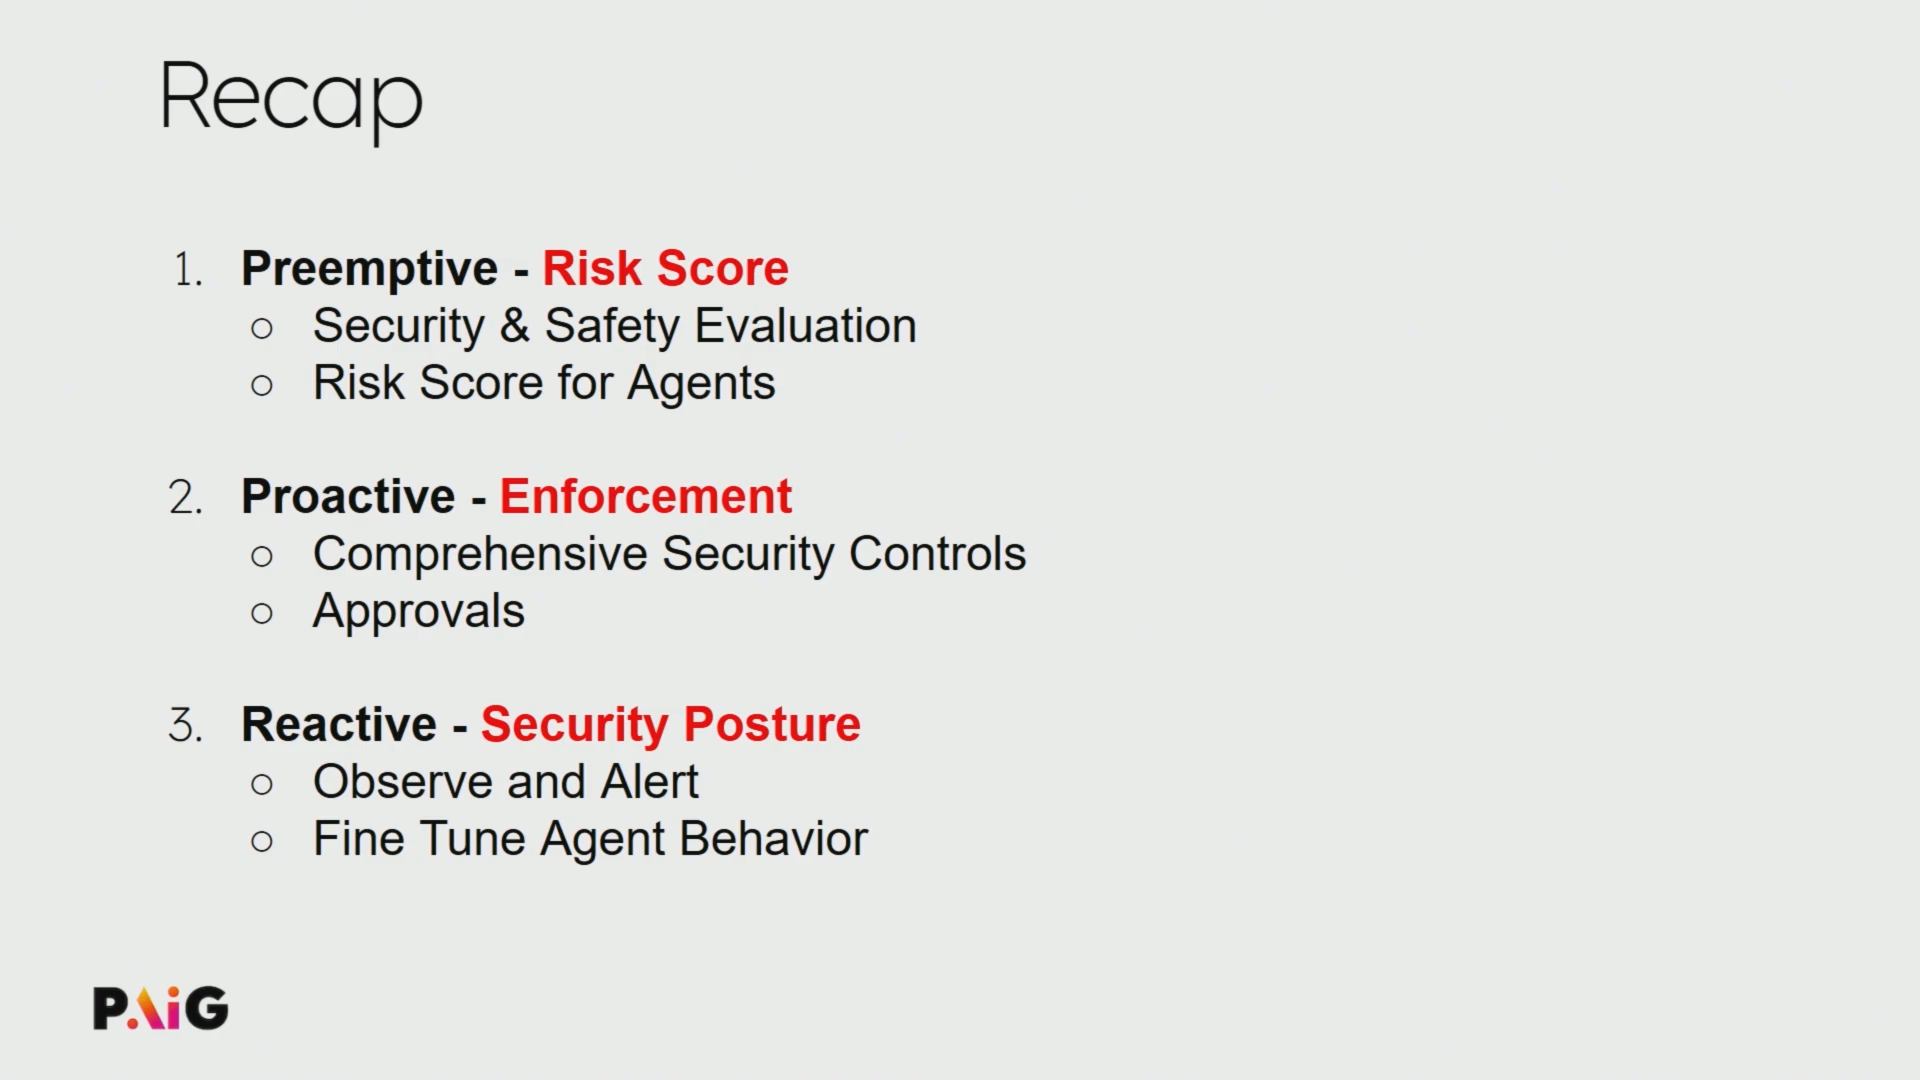 Recap
1. Preemptive - Risk Score
○ Security & Safety Evaluation
○ Risk Score for Agents
2. Proactive - Enforcement
○ Comprehensive Security Controls
○ Approvals
3. Reactive - Security Posture
○ Observe and Alert
○ Fine Tune Agent Behavior
PAiG